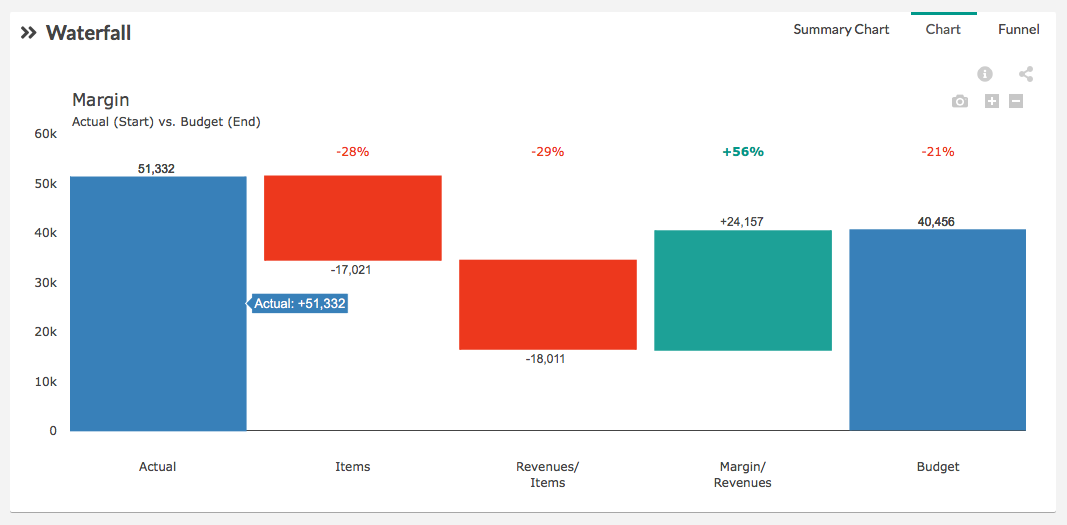 Waterfall
Summary Chart
Chart
Funnel
Margin
Actual (Start) vs. Budget (End)
60k
50k
40k
30k
20k
10k
0
51,332
-28%
-29%
+56%
-21%
-17,021
-18,011
+24,157
40,456
Actual: +51,332
Actual
Items
Revenues/
Items
Margin/
Revenues
Budget